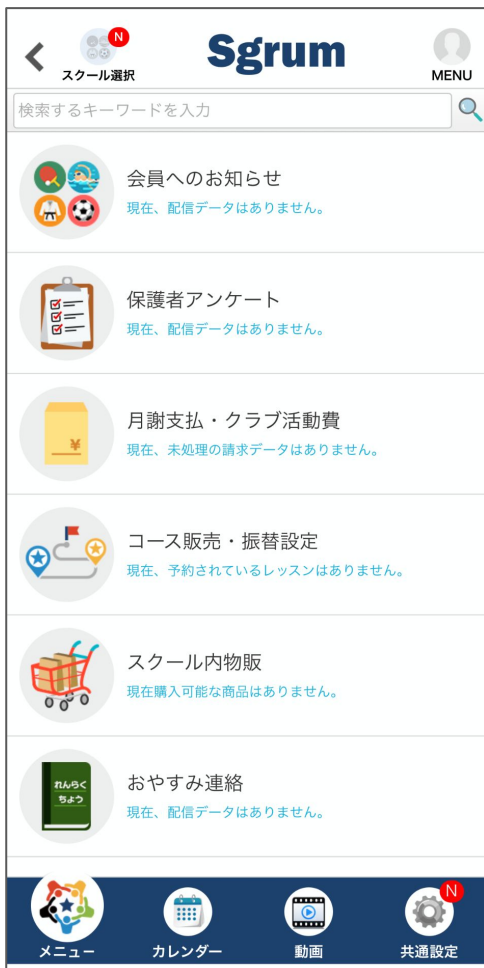 N
スクール選択
Sgrum
MENU
検索するキーワードを入力
会員へのお知らせ
現在、配信データはありません。
保護者アンケート
現在、配信データはありません。
¥
月謝支払・クラブ活動費
現在、未処理の請求データはありません。
コース販売・振替設定
現在、予約されているレッスンはありません。
スクール内物販
現在購入可能な商品はありません。
れんらく
ちょう
おやすみ連絡
現在、配信データはありません。
N
メニュー
カレンダー
動画
共通設定